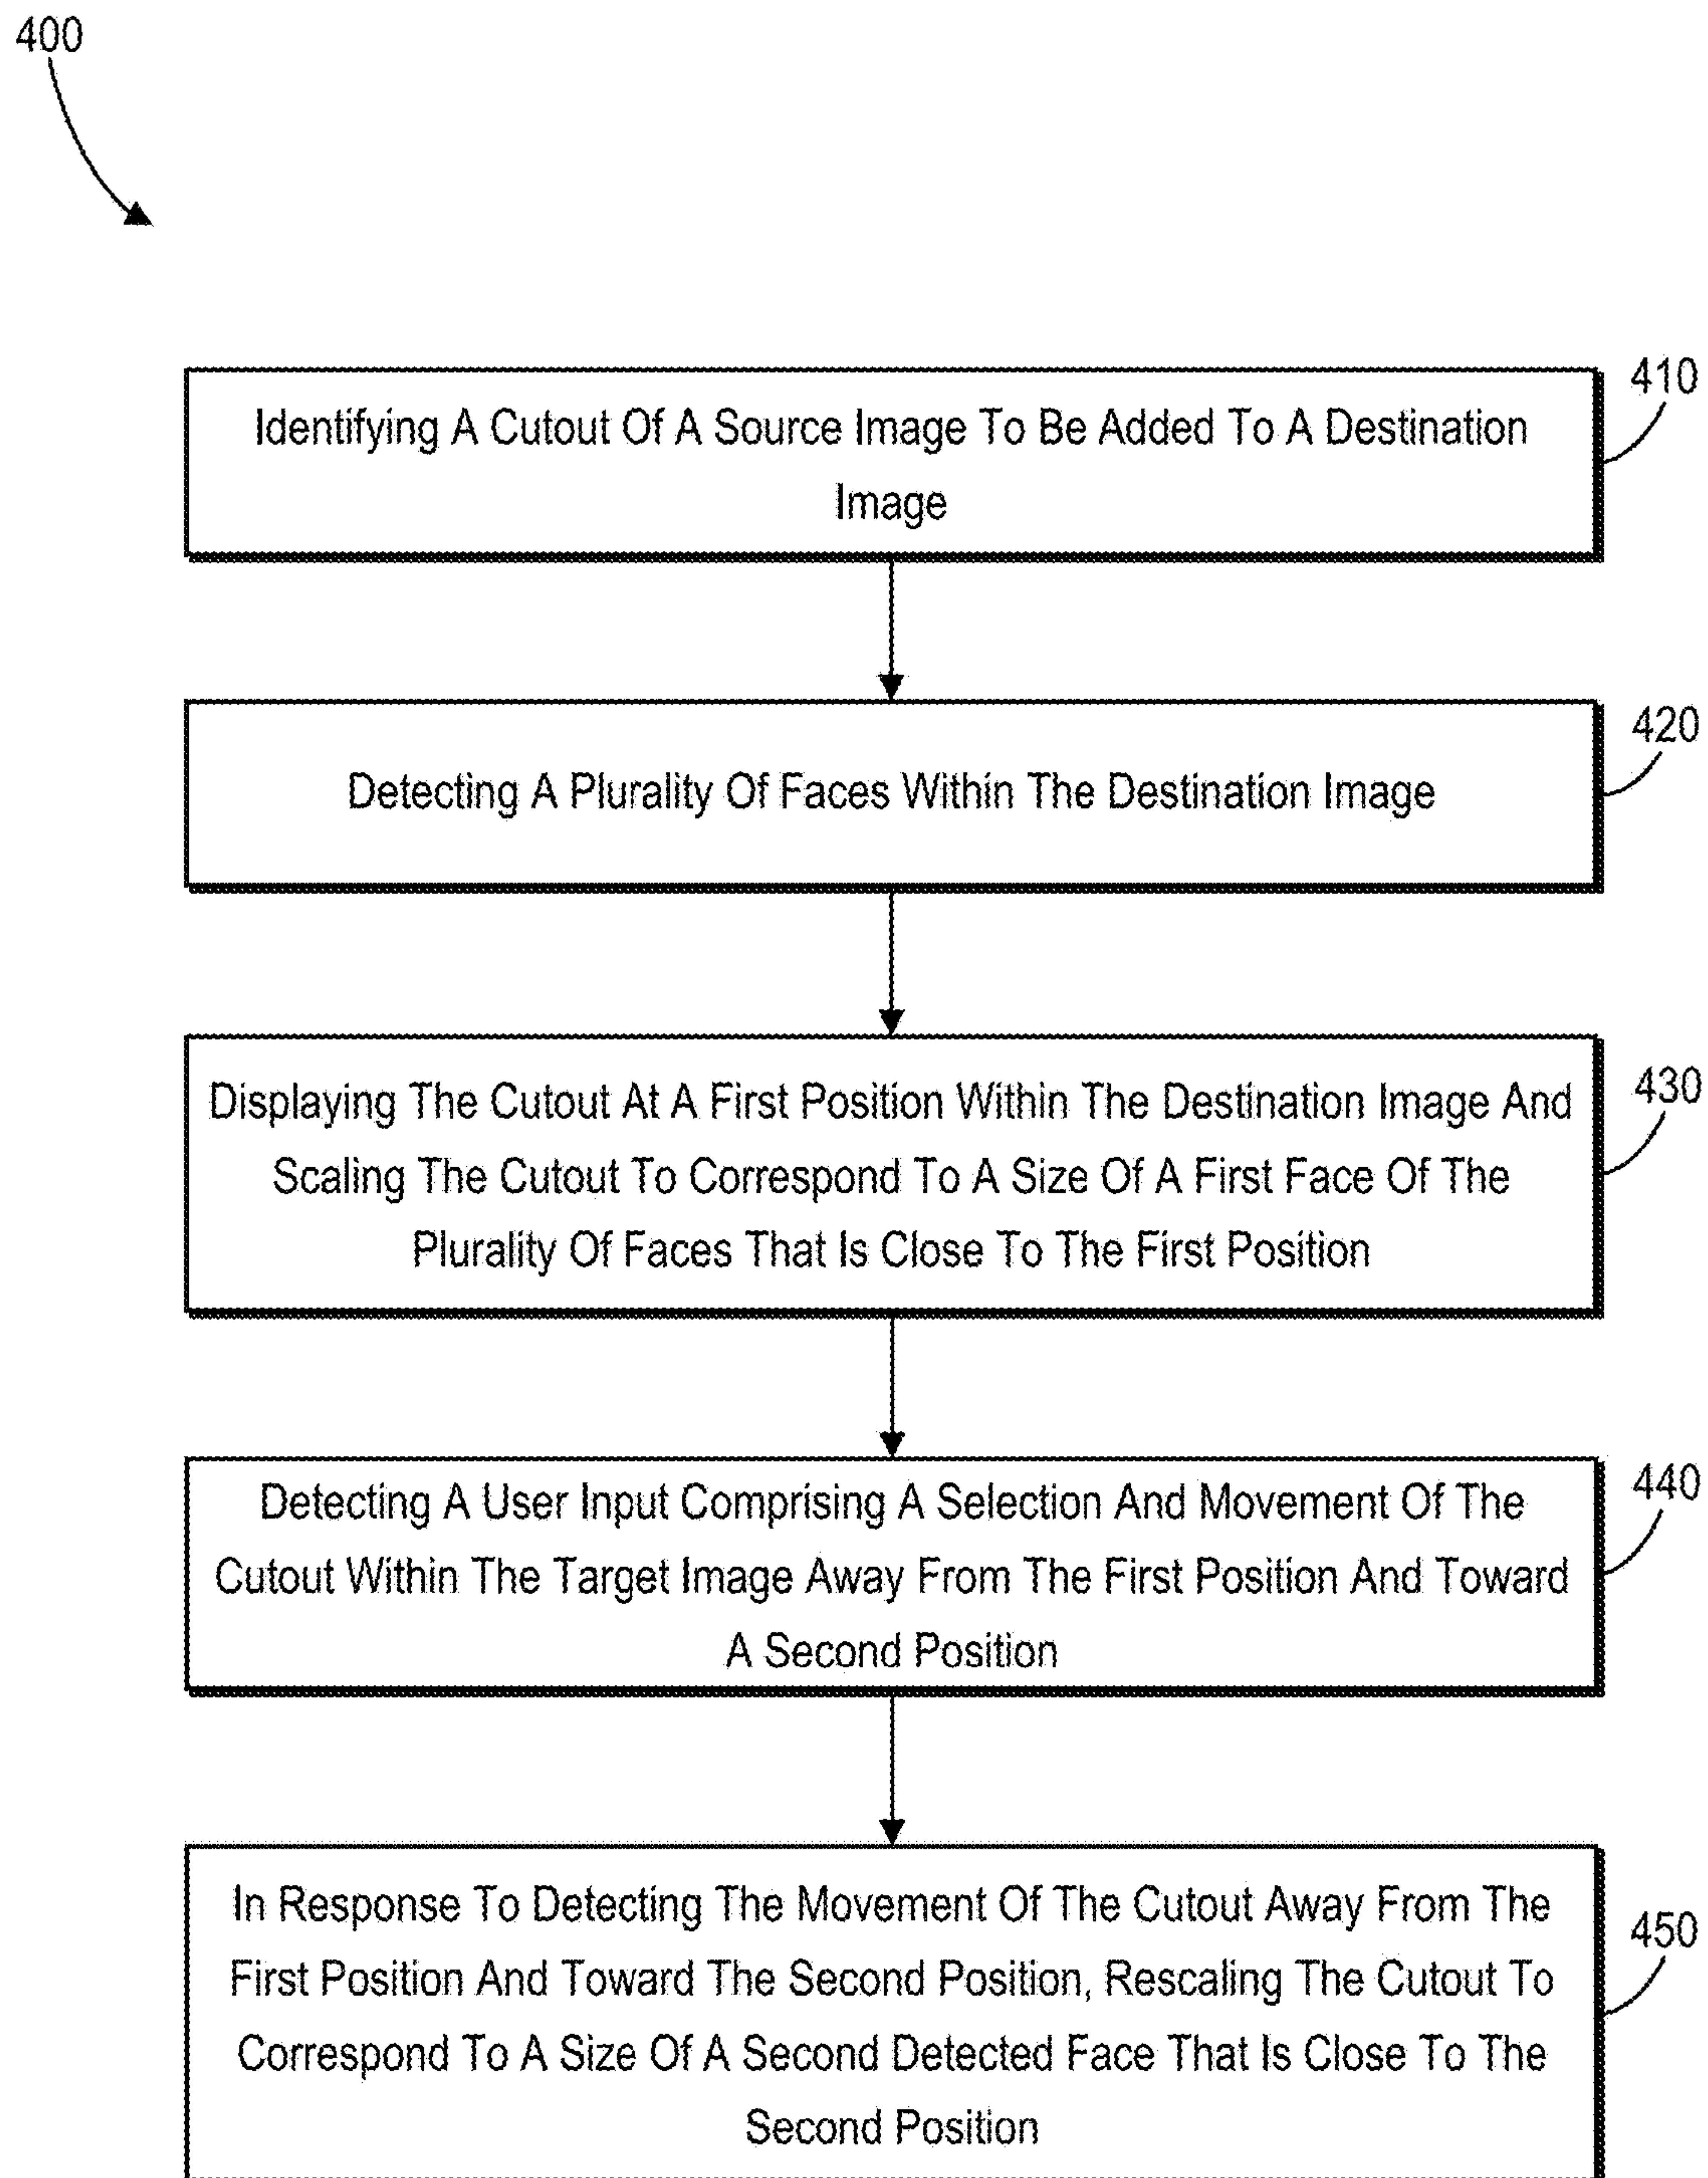 400
410
Identifying A Cutout Of A Source Image To Be Added To A Destination
Image
420
Detecting A Plurality Of Faces Within The Destination Image
430
Displaying The Cutout At A First Position Within The Destination Image And
Scaling The Cutout To Correspond To A Size Of A First Face Of The
Plurality Of Faces That Is Close To The First Position
440
Detecting A User Input Comprising A Selection And Movement Of The
Cutout Within The Target Image Away From The First Position And Toward
A Second Position
450
In Response To Detecting The Movement Of The Cutout Away From The
First Position And Toward The Second Position, Rescaling The Cutout To
Correspond To A Size Of A Second Detected Face That Is Close To The
Second Position